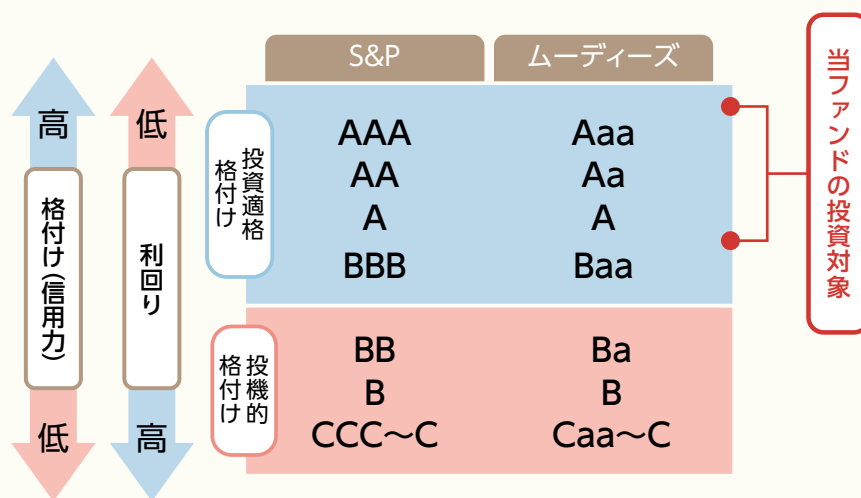 S&P
ムーディーズ
高
格付け(信用力)
低
低
利回り
高
投資適格
格付け
AAA
Aaa
AA
Aa
A
A
BBB
Baa
投機的
格付け
BB
Ba
B
B
CCC〜C
Caa〜C
当ファンドの投資対象